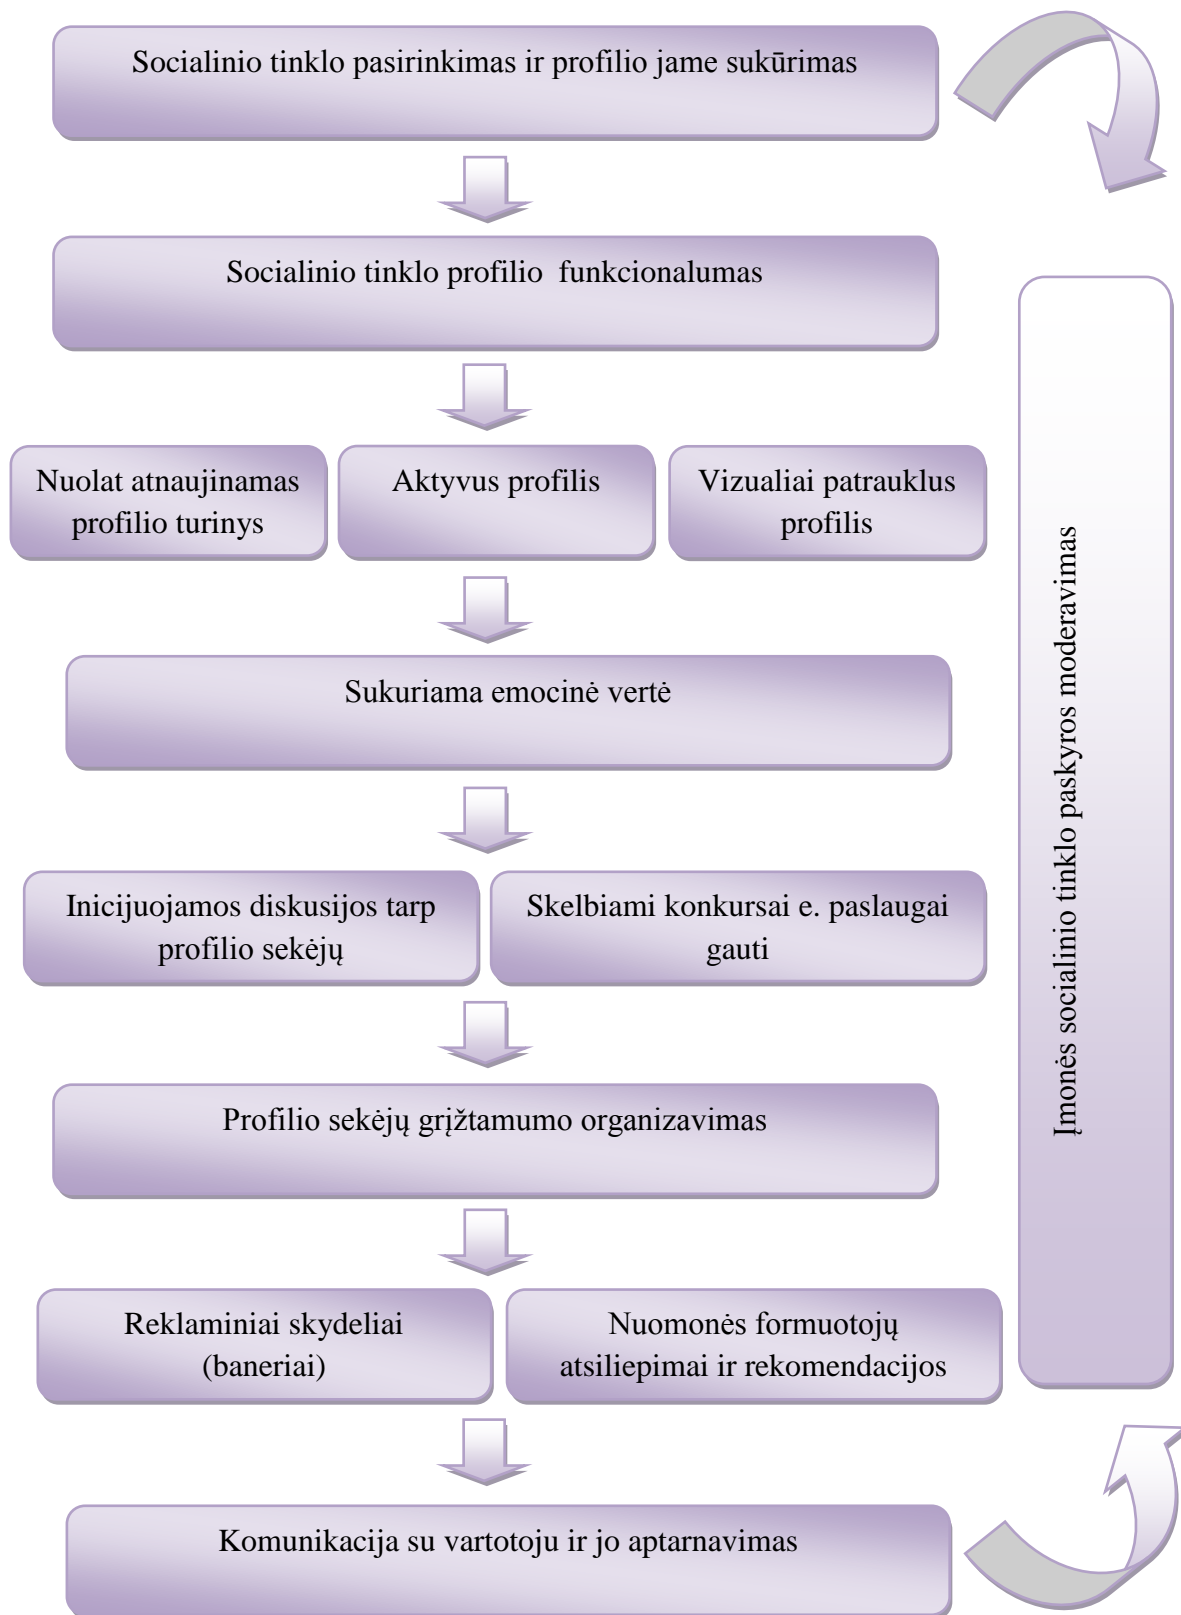 Socialinio tinklo pasirinkimas ir profilio jame sukūrimas
Socialinio tinklo profilio funkcionalumas
Nuolat atnaujinamas
profilio turinys
Aktyvus profilis
Vizualiai patrauklus
profilis
Sukuriama emocinė vertė
Inicijuojamos diskusijos tarp
profilio sekėjų
Skelbiami konkursai e. paslaugai
gauti
Profilio sekėjų grįžtamumo organizavimas
Reklaminiai skydeliai
(baneriai)
Nuomonės formuotojų
atsiliepimai ir rekomendacijos
Komunikacija su vartotoju ir jo aptarnavimas
Įmonės socialinio tinklo paskyros moderavimas